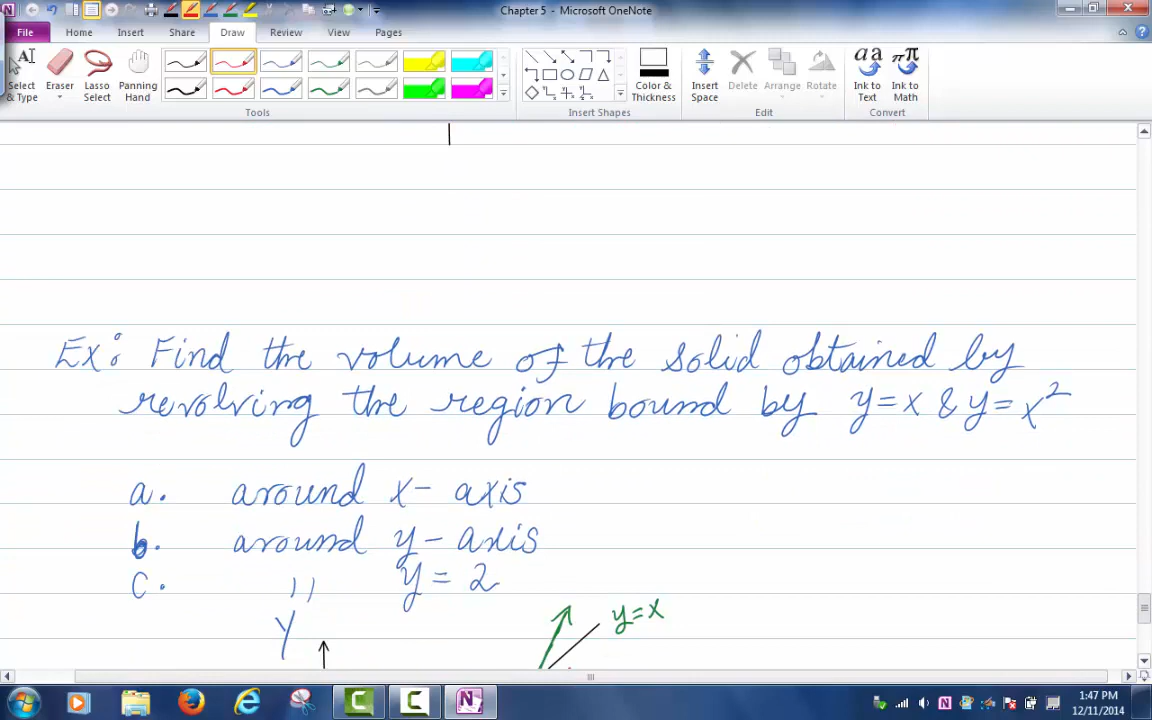 Chapter 5 - Microsoft OneNote
File Home Insert Share Draw Review View Pages
Select & Type
Eraser
Lasso Select
Panning Hand
Color & Thickness
Insert Space
Delete
Arrange
Rotate
Ink to Text
Ink to Math
Tools
Insert Shapes
Edit
Convert
Ex: Find the volume of the solid obtained by
revolving the region bound by y=x & y=x²
a. around x-axis
b. around y-axis
c. " y=2
y=x
Y
1:47 PM
12/11/2014